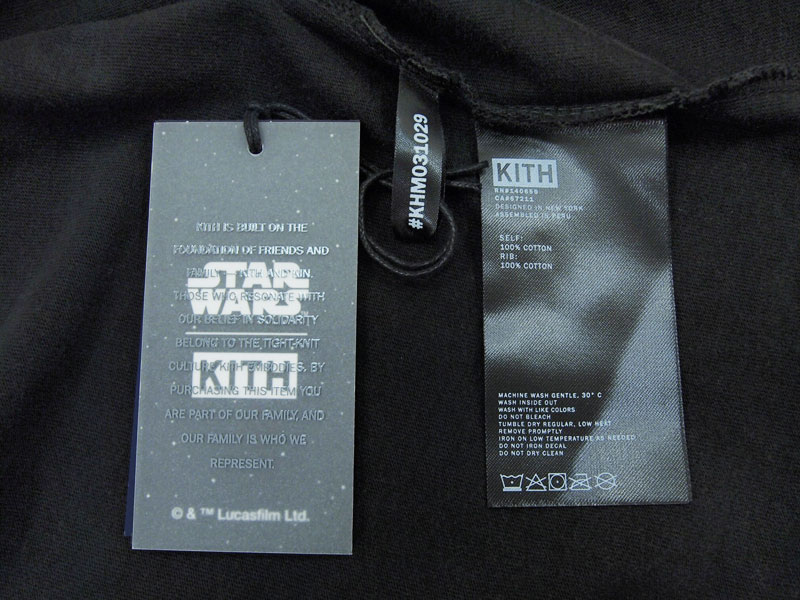 KITH IS BUILT ON THE
FOUNDATION OF FRIENDS AND
FAMILY - KITH AND KIN.
THOSE WHO RESONATE WITH
OUR BELIEF IN SOLIDARITY
BELONG TO THE TIGHT-KNIT
CULTURE KITH EMBODIES. BY
PURCHASING THIS ITEM YOU
ARE PART OF OUR FAMILY, AND
OUR FAMILY IS WHO WE
REPRESENT.
STAR
WARS™
KITH
© & ™ Lucasfilm Ltd.
#KHM031029
KITH
RN#140659
CA#57211
DESIGNED IN NEW YORK
ASSEMBLED IN PERU
SELF:
100% COTTON
RIB:
100% COTTON
MACHINE WASH GENTLE, 30° C
WASH INSIDE OUT
WASH WITH LIKE COLORS
DO NOT BLEACH
TUMBLE DRY REGULAR, LOW HEAT
REMOVE PROMPTLY
IRON ON LOW TEMPERATURE AS NEEDED
DO NOT IRON DECAL
DO NOT DRY CLEAN